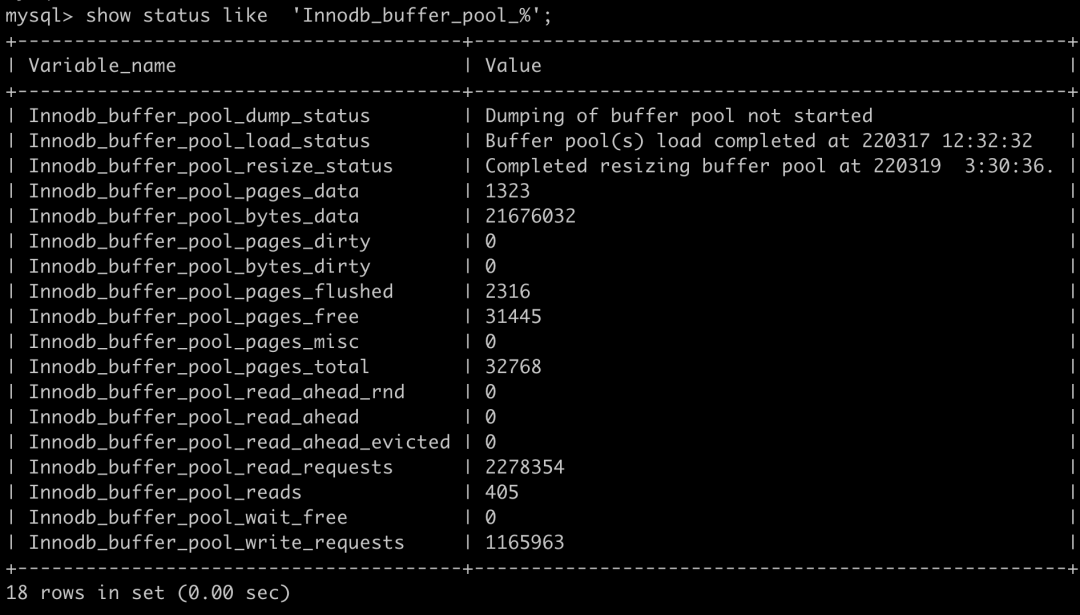 mysql> show status like  'Innodb_buffer_pool_%';
+---------------------------------------+----------------------------------------------------+
| Variable_name                         | Value                                              |
+---------------------------------------+----------------------------------------------------+
| Innodb_buffer_pool_dump_status        | Dumping of buffer pool not started                 |
| Innodb_buffer_pool_load_status        | Buffer pool(s) load completed at 220317 12:32:32   |
| Innodb_buffer_pool_resize_status      | Completed resizing buffer pool at 220319  3:30:36. |
| Innodb_buffer_pool_pages_data         | 1323                                               |
| Innodb_buffer_pool_bytes_data         | 21676032                                           |
| Innodb_buffer_pool_pages_dirty        | 0                                                  |
| Innodb_buffer_pool_bytes_dirty        | 0                                                  |
| Innodb_buffer_pool_pages_flushed      | 2316                                               |
| Innodb_buffer_pool_pages_free         | 31445                                              |
| Innodb_buffer_pool_pages_misc         | 0                                                  |
| Innodb_buffer_pool_pages_total        | 32768                                              |
| Innodb_buffer_pool_read_ahead_rnd     | 0                                                  |
| Innodb_buffer_pool_read_ahead         | 0                                                  |
| Innodb_buffer_pool_read_ahead_evicted | 0                                                  |
| Innodb_buffer_pool_read_requests      | 2278354                                            |
| Innodb_buffer_pool_reads              | 405                                                |
| Innodb_buffer_pool_wait_free          | 0                                                  |
| Innodb_buffer_pool_write_requests     | 1165963                                            |
+---------------------------------------+----------------------------------------------------+
18 rows in set (0.00 sec)